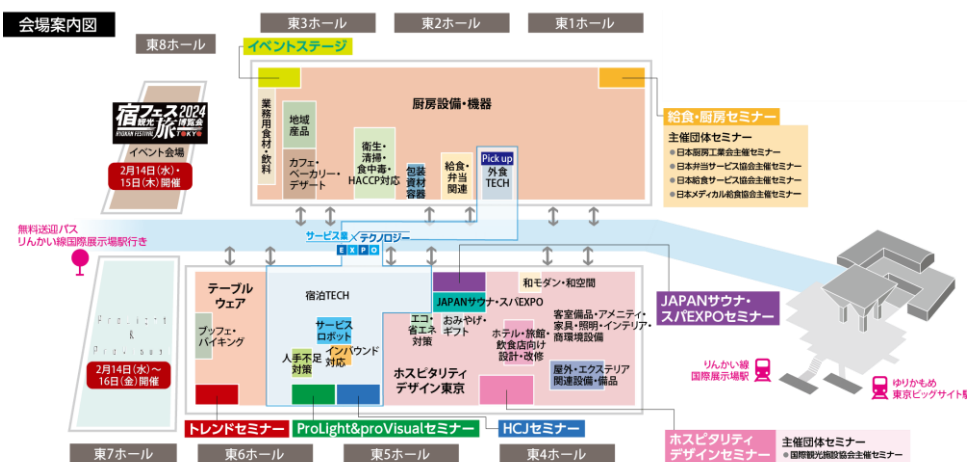 会場案内図
東8ホール
東3ホール
東2ホール
東1ホール
イベントステージ
宿フェス2024
観光旅博覧会
RYOKAN FESTIVAL TOKYO
イベント会場
2月14日(水)・
15日(木)開催
業務用食材・飲料
地域
産品
カフェ・
ベーカリー・
デザート
厨房設備・機器
衛生・
清掃・
食中毒・
HACCP対応
包装
資材
容器
給食・
弁当
関連
Pick up
外食
TECH
給食・厨房セミナー
主催団体セミナー
●日本厨房工業会主催セミナー
●日本弁当サービス協会主催セミナー
●日本給食サービス協会主催セミナー
●日本メディカル給食協会主催セミナー
無料送迎バス
りんかい線国際展示場駅行き
サービス業×テクノロジー
EXPO
ProLight
&
ProVisual
2月14日(水)〜
16日(金)開催
テーブル
ウェア
ブッフェ・
バイキング
宿泊TECH
サービス
ロボット
人手不足
対策
インバウンド
対応
JAPANサウナ・スパEXPO
和モダン・和空間
エコ・
省エネ
対策
おみやげ・
ギフト
ホテル・旅館・
飲食店向け
設計・改修
客室備品・アメニティ・
家具・照明・インテリア・
商環境設備
ホスピタリティ
デザイン東京
屋外・エクステリア
関連設備・備品
JAPANサウナ・
スパEXPOセミナー
りんかい線
国際展示場駅
ゆりかもめ
東京ビッグサイト駅
トレンドセミナー
ProLight&proVisualセミナー
HCJセミナー
ホスピタリティ
デザインセミナー
主催団体セミナー
●国際観光施設協会主催セミナー
東7ホール
東6ホール
東5ホール
東4ホール